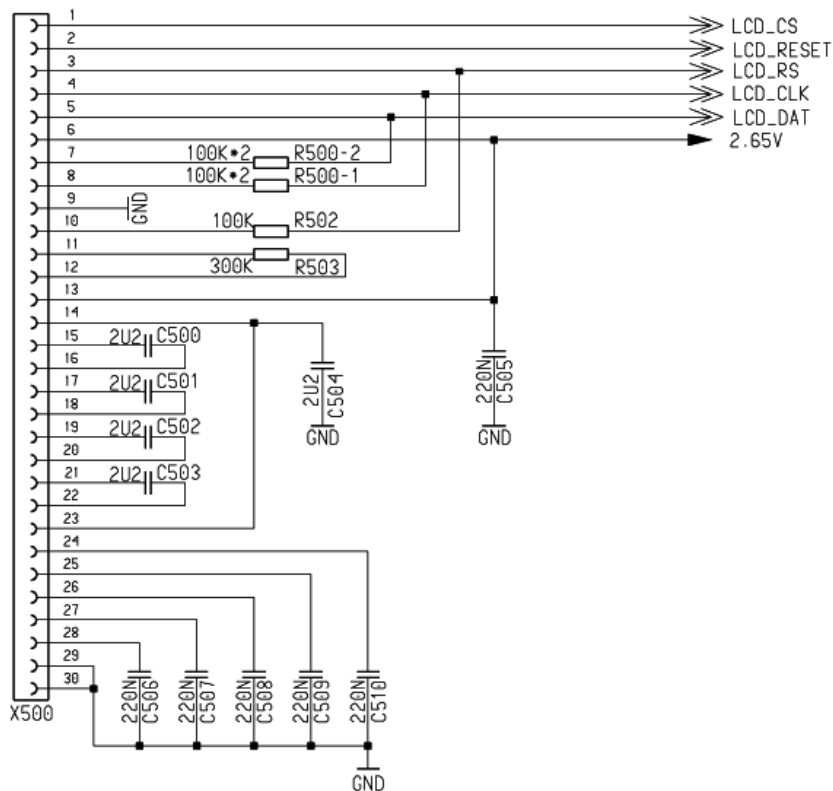 1 LCD_CS
2 LCD_RESET
3 LCD_RS
4 LCD_CLK
5 LCD_DAT
6 2.65V
7 100K*2 R500-2
8 100K*2 R500-1
9 GND
10 100K R502
11
12 300K R503
13
14
15 2U2 C500
16
17 2U2 C501
18
19 2U2 C502
20
21 2U2 C503
22
23
2U2 C504
GND
220N C505
GND
24
25
26
27
28
29
30
X500
220N C506
220N C507
220N C508
220N C509
220N C510
GND